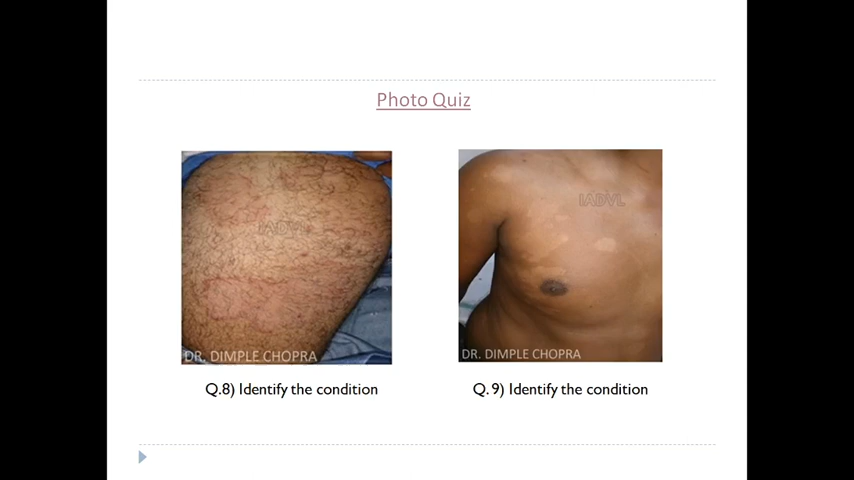 Photo Quiz
IADVL
IADVL
DR. DIMPLE CHOPRA
DR. DIMPLE CHOPRA
Q.8) Identify the condition
Q. 9) Identify the condition